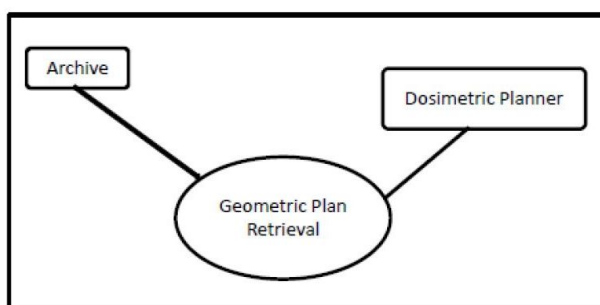 Archive
Dosimetric Planner
Geometric Plan
Retrieval